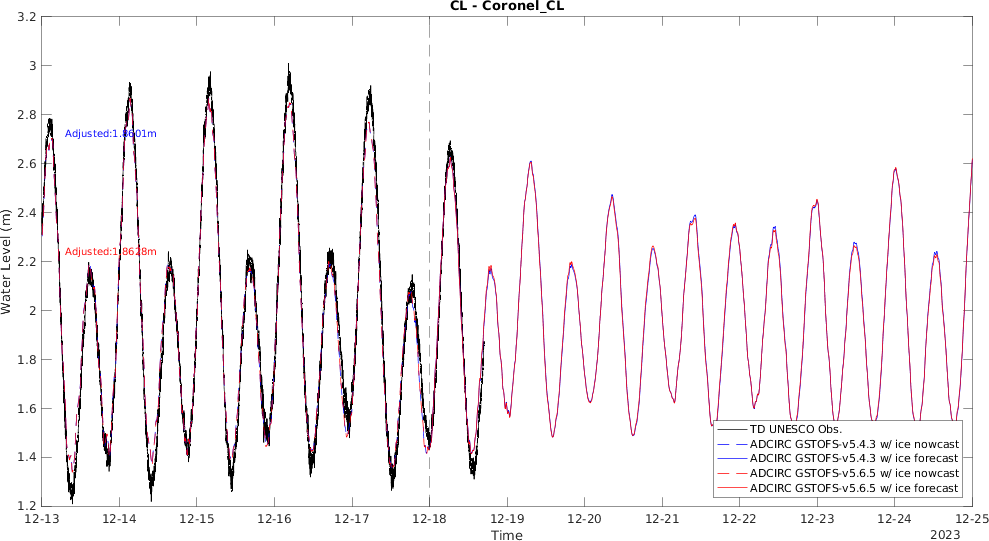 CL - Coronel_CL
3.2
3
2.8
2.6
2.4
2.2
2
1.8
1.6
1.4
1.2
Water Level (m)
Adjusted:1.8601m
Adjusted:1.8628m
TD UNESCO Obs.
ADCIRC GSTOFS-v5.4.3 w/ ice nowcast
ADCIRC GSTOFS-v5.4.3 w/ ice forecast
ADCIRC GSTOFS-v5.6.5 w/ ice nowcast
ADCIRC GSTOFS-v5.6.5 w/ ice forecast
12-13 12-14 12-15 12-16 12-17 12-18 12-19 12-20 12-21 12-22 12-23 12-24 12-25
Time
2023